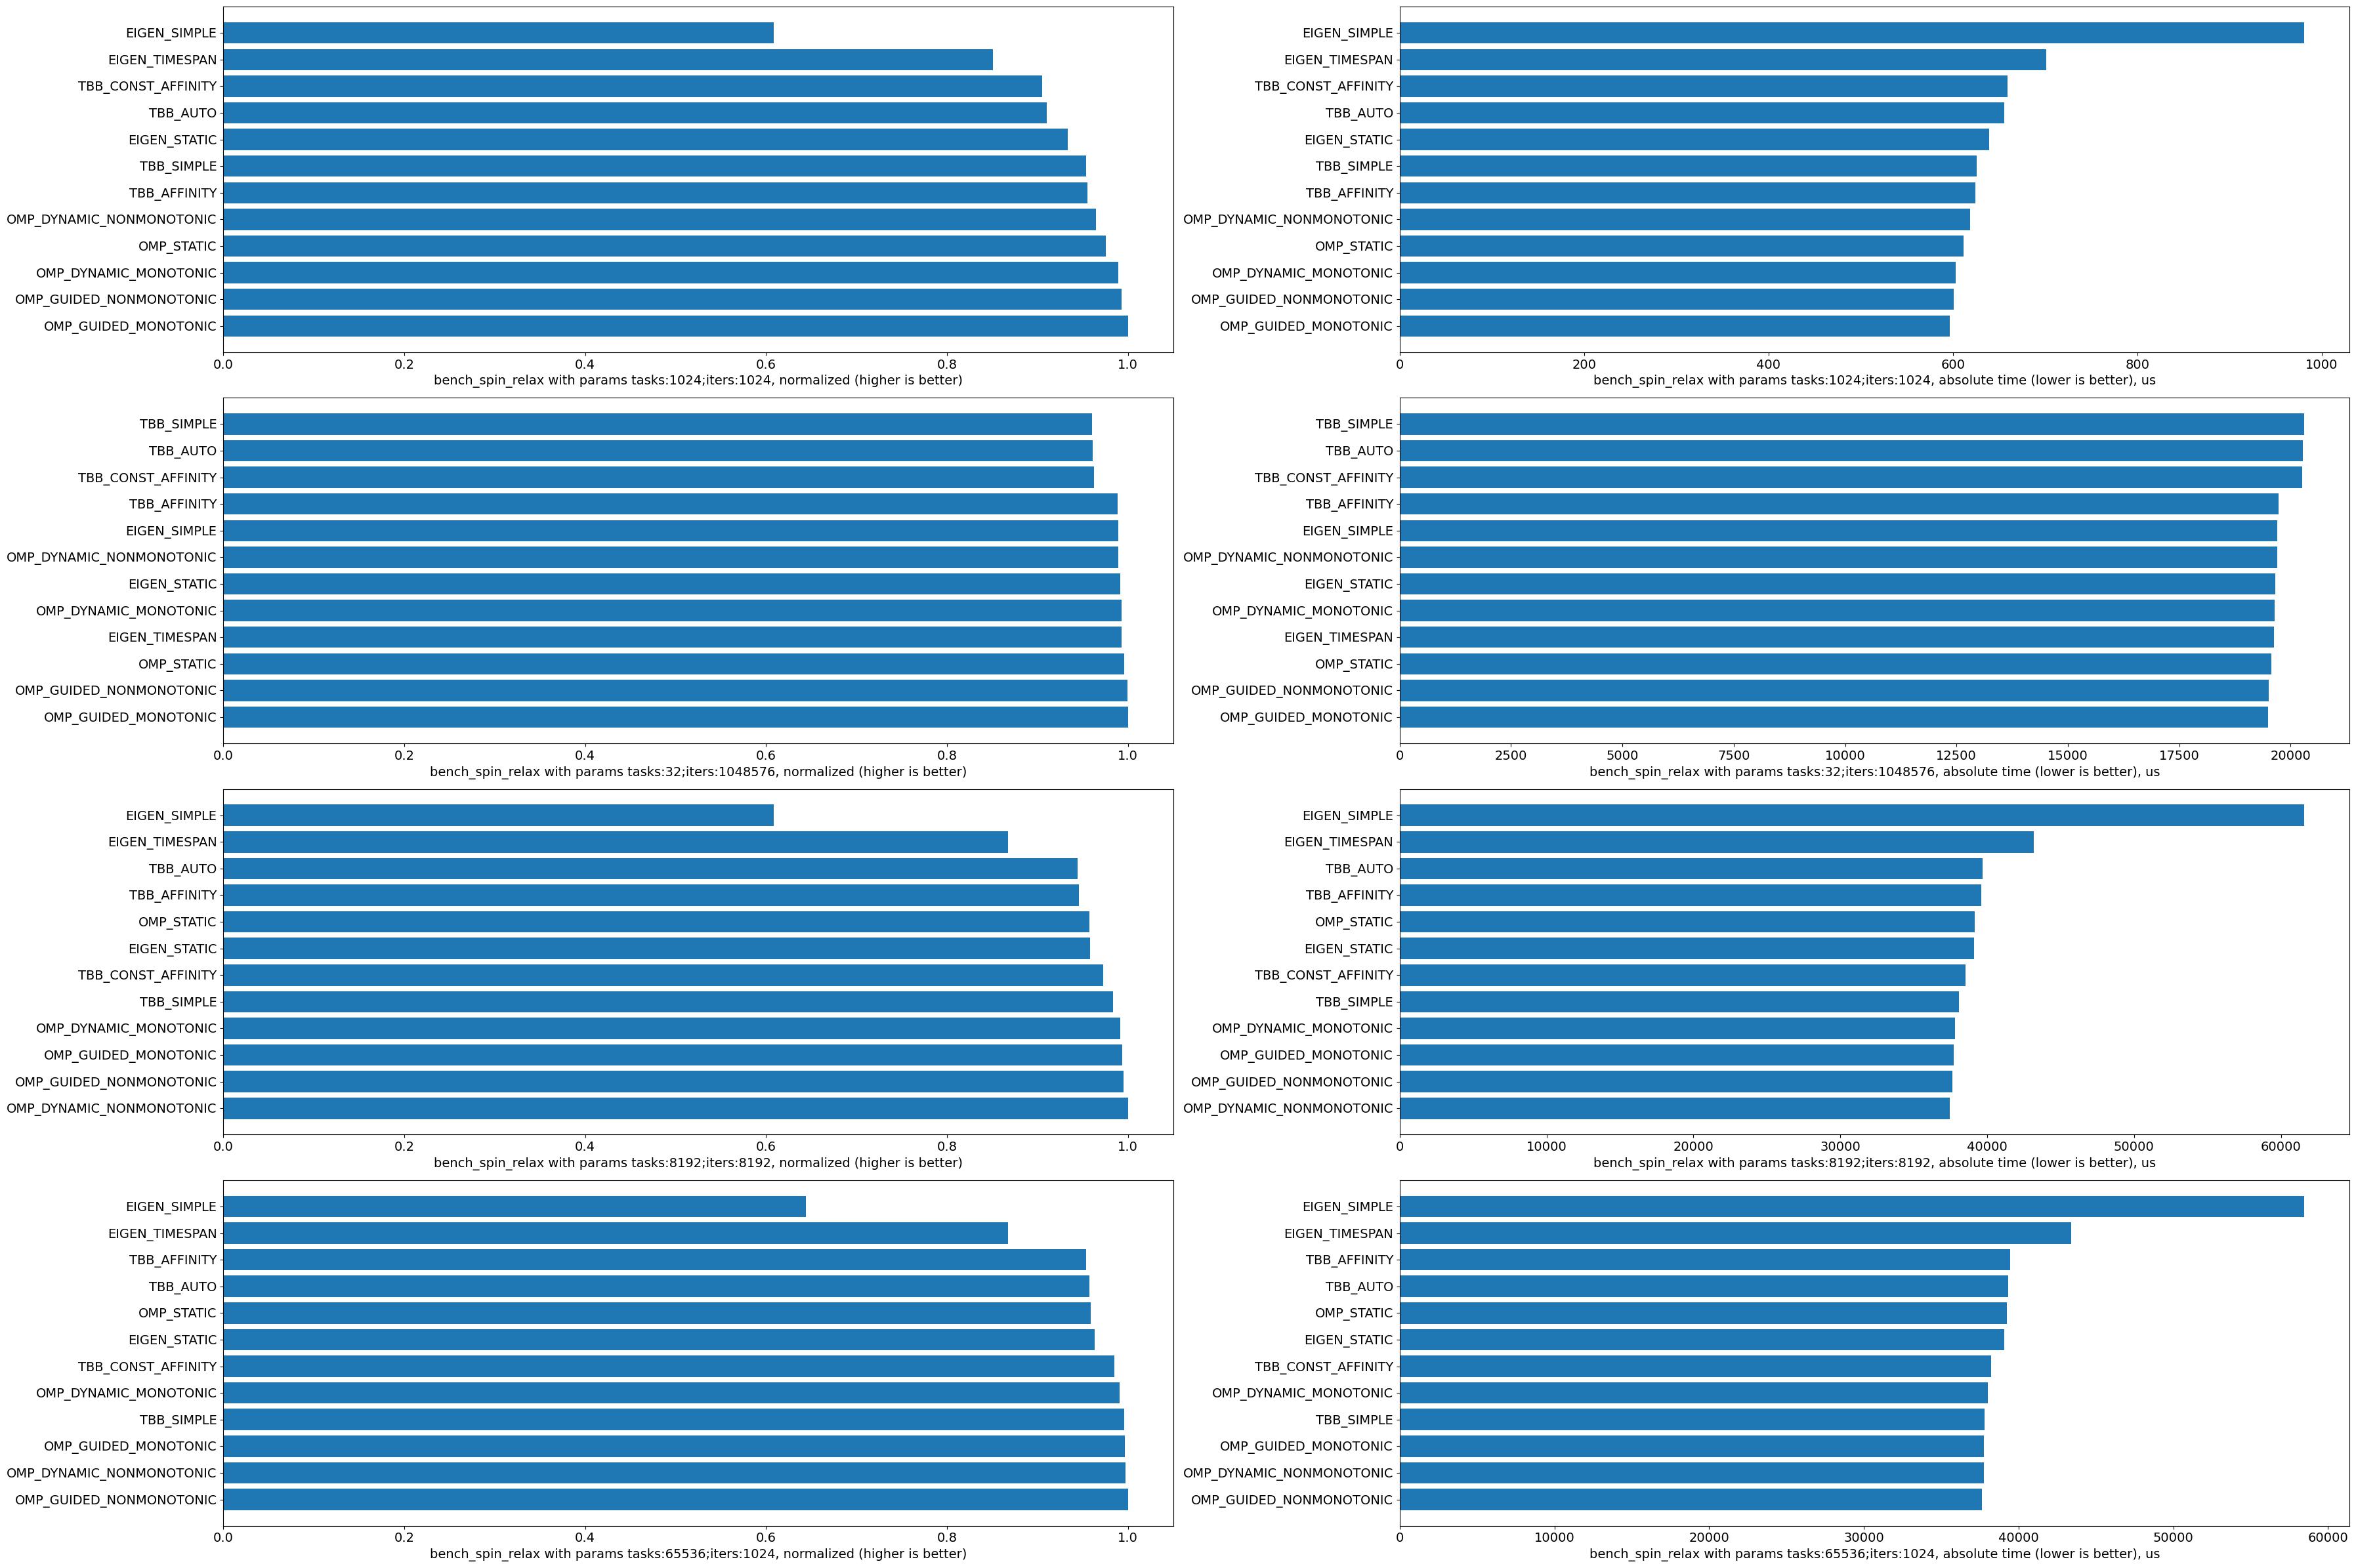 EIGEN_SIMPLE
EIGEN_TIMESPAN
TBB_CONST_AFFINITY
TBB_AUTO
EIGEN_STATIC
TBB_SIMPLE
TBB_AFFINITY
OMP_DYNAMIC_NONMONOTONIC
OMP_STATIC
OMP_DYNAMIC_MONOTONIC
OMP_GUIDED_NONMONOTONIC
OMP_GUIDED_MONOTONIC
0.0 0.2 0.4 0.6 0.8 1.0
bench_spin_relax with params tasks:1024;iters:1024, normalized (higher is better)
EIGEN_SIMPLE
EIGEN_TIMESPAN
TBB_CONST_AFFINITY
TBB_AUTO
EIGEN_STATIC
TBB_SIMPLE
TBB_AFFINITY
OMP_DYNAMIC_NONMONOTONIC
OMP_STATIC
OMP_DYNAMIC_MONOTONIC
OMP_GUIDED_NONMONOTONIC
OMP_GUIDED_MONOTONIC
0 200 400 600 800 1000
bench_spin_relax with params tasks:1024;iters:1024, absolute time (lower is better), us
TBB_SIMPLE
TBB_AUTO
TBB_CONST_AFFINITY
TBB_AFFINITY
EIGEN_SIMPLE
OMP_DYNAMIC_NONMONOTONIC
EIGEN_STATIC
OMP_DYNAMIC_MONOTONIC
EIGEN_TIMESPAN
OMP_STATIC
OMP_GUIDED_NONMONOTONIC
OMP_GUIDED_MONOTONIC
0.0 0.2 0.4 0.6 0.8 1.0
bench_spin_relax with params tasks:32;iters:1048576, normalized (higher is better)
TBB_SIMPLE
TBB_AUTO
TBB_CONST_AFFINITY
TBB_AFFINITY
EIGEN_SIMPLE
OMP_DYNAMIC_NONMONOTONIC
EIGEN_STATIC
OMP_DYNAMIC_MONOTONIC
EIGEN_TIMESPAN
OMP_STATIC
OMP_GUIDED_NONMONOTONIC
OMP_GUIDED_MONOTONIC
0 2500 5000 7500 10000 12500 15000 17500 20000
bench_spin_relax with params tasks:32;iters:1048576, absolute time (lower is better), us
EIGEN_SIMPLE
EIGEN_TIMESPAN
TBB_AUTO
TBB_AFFINITY
OMP_STATIC
EIGEN_STATIC
TBB_CONST_AFFINITY
TBB_SIMPLE
OMP_DYNAMIC_MONOTONIC
OMP_GUIDED_MONOTONIC
OMP_GUIDED_NONMONOTONIC
OMP_DYNAMIC_NONMONOTONIC
0.0 0.2 0.4 0.6 0.8 1.0
bench_spin_relax with params tasks:8192;iters:8192, normalized (higher is better)
EIGEN_SIMPLE
EIGEN_TIMESPAN
TBB_AUTO
TBB_AFFINITY
OMP_STATIC
EIGEN_STATIC
TBB_CONST_AFFINITY
TBB_SIMPLE
OMP_DYNAMIC_MONOTONIC
OMP_GUIDED_MONOTONIC
OMP_GUIDED_NONMONOTONIC
OMP_DYNAMIC_NONMONOTONIC
0 10000 20000 30000 40000 50000 60000
bench_spin_relax with params tasks:8192;iters:8192, absolute time (lower is better), us
EIGEN_SIMPLE
EIGEN_TIMESPAN
TBB_AFFINITY
TBB_AUTO
OMP_STATIC
EIGEN_STATIC
TBB_CONST_AFFINITY
OMP_DYNAMIC_MONOTONIC
TBB_SIMPLE
OMP_GUIDED_MONOTONIC
OMP_DYNAMIC_NONMONOTONIC
OMP_GUIDED_NONMONOTONIC
0.0 0.2 0.4 0.6 0.8 1.0
bench_spin_relax with params tasks:65536;iters:1024, normalized (higher is better)
EIGEN_SIMPLE
EIGEN_TIMESPAN
TBB_AFFINITY
TBB_AUTO
OMP_STATIC
EIGEN_STATIC
TBB_CONST_AFFINITY
OMP_DYNAMIC_MONOTONIC
TBB_SIMPLE
OMP_GUIDED_MONOTONIC
OMP_DYNAMIC_NONMONOTONIC
OMP_GUIDED_NONMONOTONIC
0 10000 20000 30000 40000 50000 60000
bench_spin_relax with params tasks:65536;iters:1024, absolute time (lower is better), us